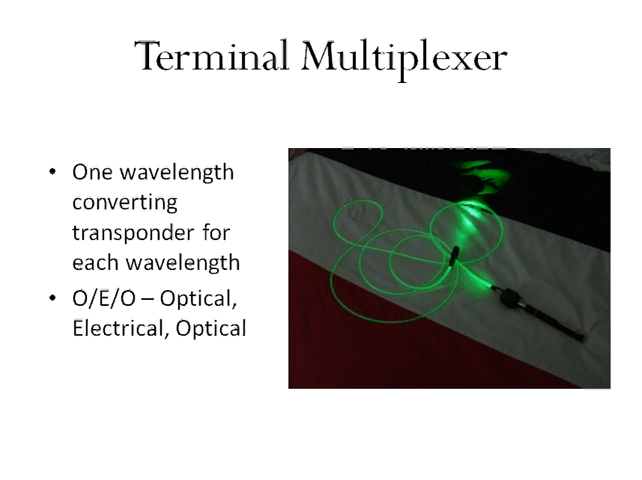 Terminal Multiplexer
• One wavelength
converting
transponder for
each wavelength
• O/E/O – Optical,
Electrical, Optical